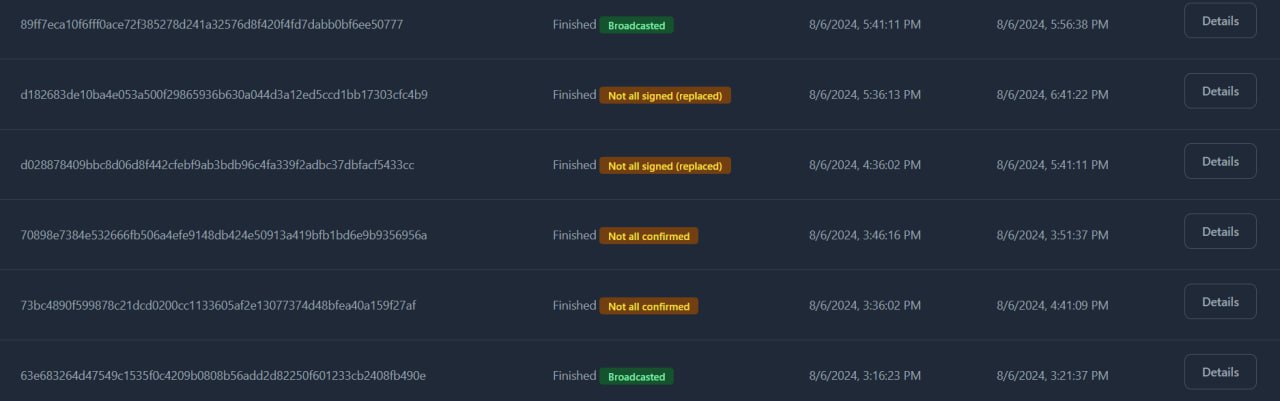 89ff7eca10f6fff0ace72f385278d241a32576d8f420f4fd7dabb0bf6ee50777 Finished Broadcasted 8/6/2024, 5:41:11 PM 8/6/2024, 5:56:38 PM Details
d182683de10ba4e053a500f29865936b630a044d3a12ed5ccd1bb17303cfc4b9 Finished Not all signed (replaced) 8/6/2024, 5:36:13 PM 8/6/2024, 6:41:22 PM Details
d028878409bbc8d06d8f442cfebf9ab3bdb96c4fa339f2adbc37dbfacf5433cc Finished Not all signed (replaced) 8/6/2024, 4:36:02 PM 8/6/2024, 5:41:11 PM Details
70898e7384e532666fb506a4efe9148db424e50913a419bfb1bd6e9b9356956a Finished Not all confirmed 8/6/2024, 3:46:16 PM 8/6/2024, 3:51:37 PM Details
73bc4890f599878c21dcd0200cc1133605af2e13077374d48bfea40a159f27af Finished Not all confirmed 8/6/2024, 3:36:02 PM 8/6/2024, 4:41:09 PM Details
63e683264d47549c1535f0c4209b0808b56add2d82250f601233cb2408fb490e Finished Broadcasted 8/6/2024, 3:16:23 PM 8/6/2024, 3:21:37 PM Details